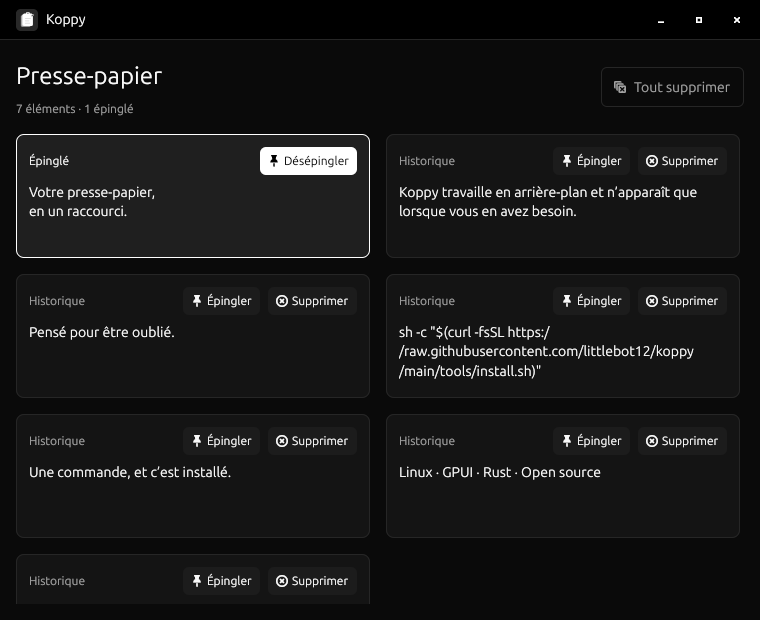 Koppy
Presse-papier
7 éléments · 1 épinglé
Tout supprimer
Épinglé
Désépingler
Votre presse-papier,
en un raccourci.
Historique
Épingler
Supprimer
Koppy travaille en arrière-plan et n’apparaît que
lorsque vous en avez besoin.
Historique
Épingler
Supprimer
Pensé pour être oublié.
Historique
Épingler
Supprimer
sh -c "$(curl -fsSL https:/
/raw.githubusercontent.com/littlebot12/koppy
/main/tools/install.sh)"
Historique
Épingler
Supprimer
Une commande, et c’est installé.
Historique
Épingler
Supprimer
Linux · GPUI · Rust · Open source
Historique
Épingler
Supprimer